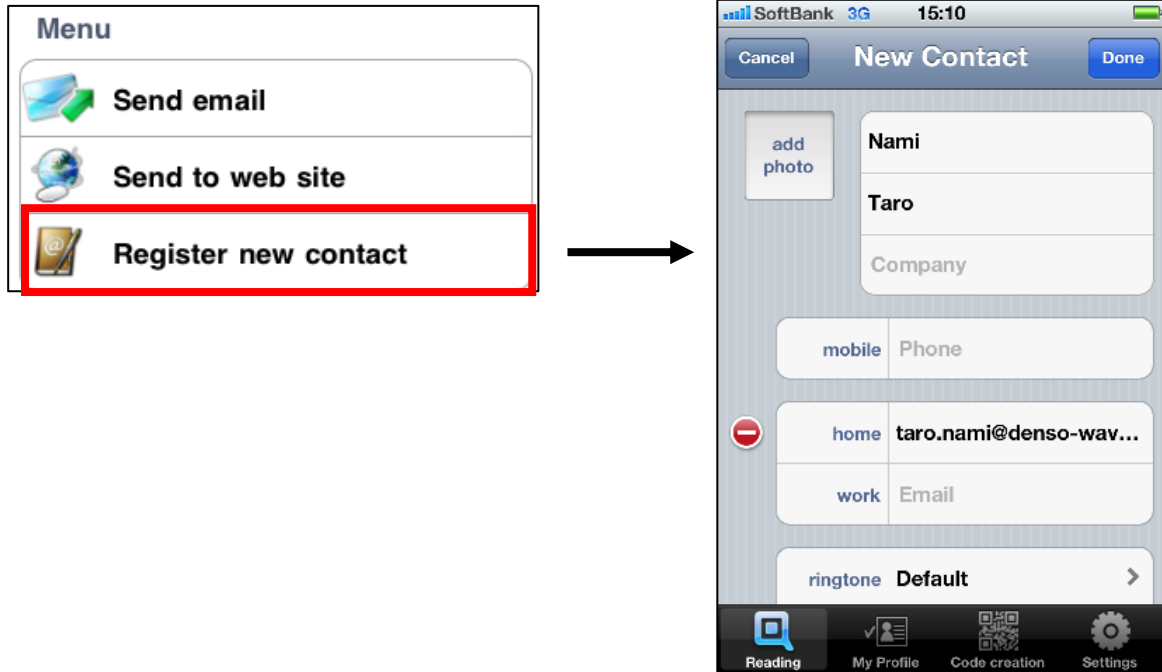 Menu
Send email
Send to web site
Register new contact
SoftBank 3G 15:10
Cancel New Contact Done
add
photo
Nami
Taro
Company
mobile Phone
home taro.nami@denso-wav...
work Email
ringtone Default
Reading My Profile Code creation Settings